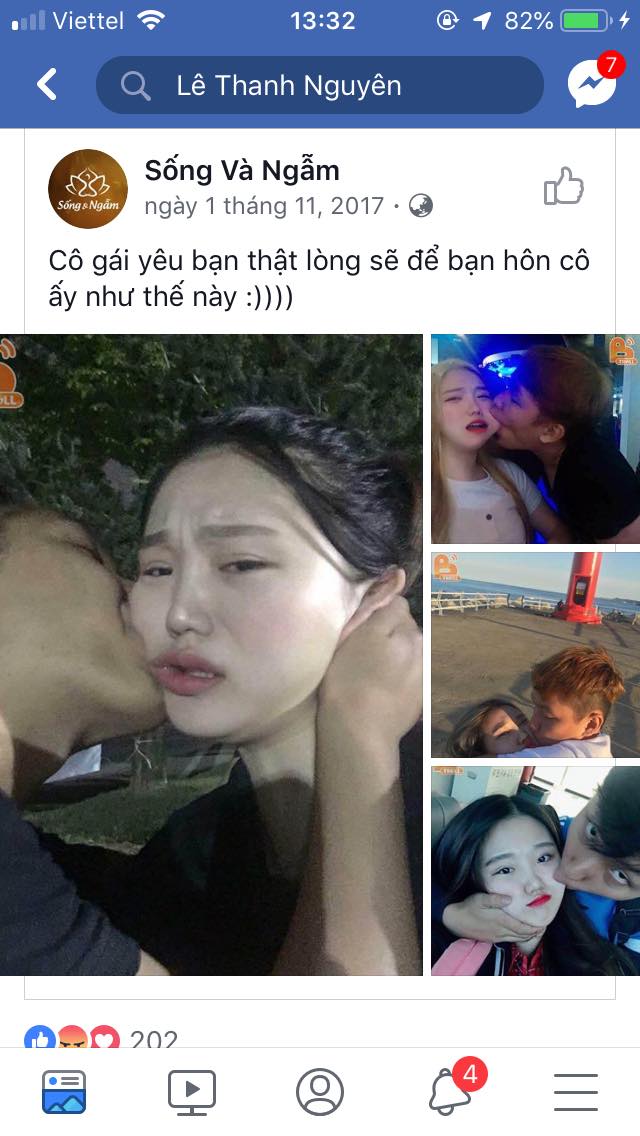 Viettel 13:32 82%
Lê Thanh Nguyên 7
Sống Và Ngẫm
Sống & Ngẫm
ngày 1 tháng 11, 2017 ·
Cô gái yêu bạn thật lòng sẽ để bạn hôn cô
ấy như thế này :))))
202
4